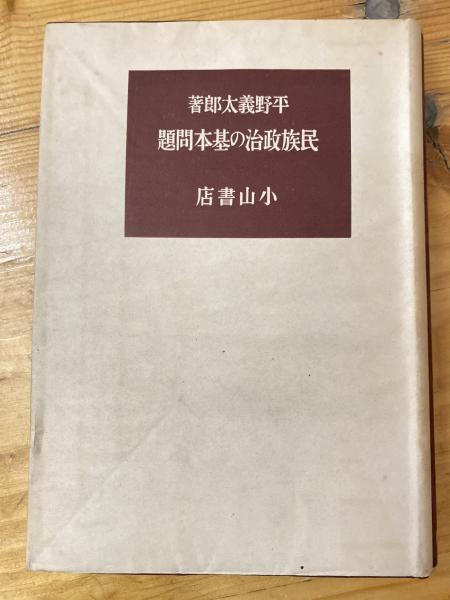 平野義太郎著
民族政治の基本問題
小山書店